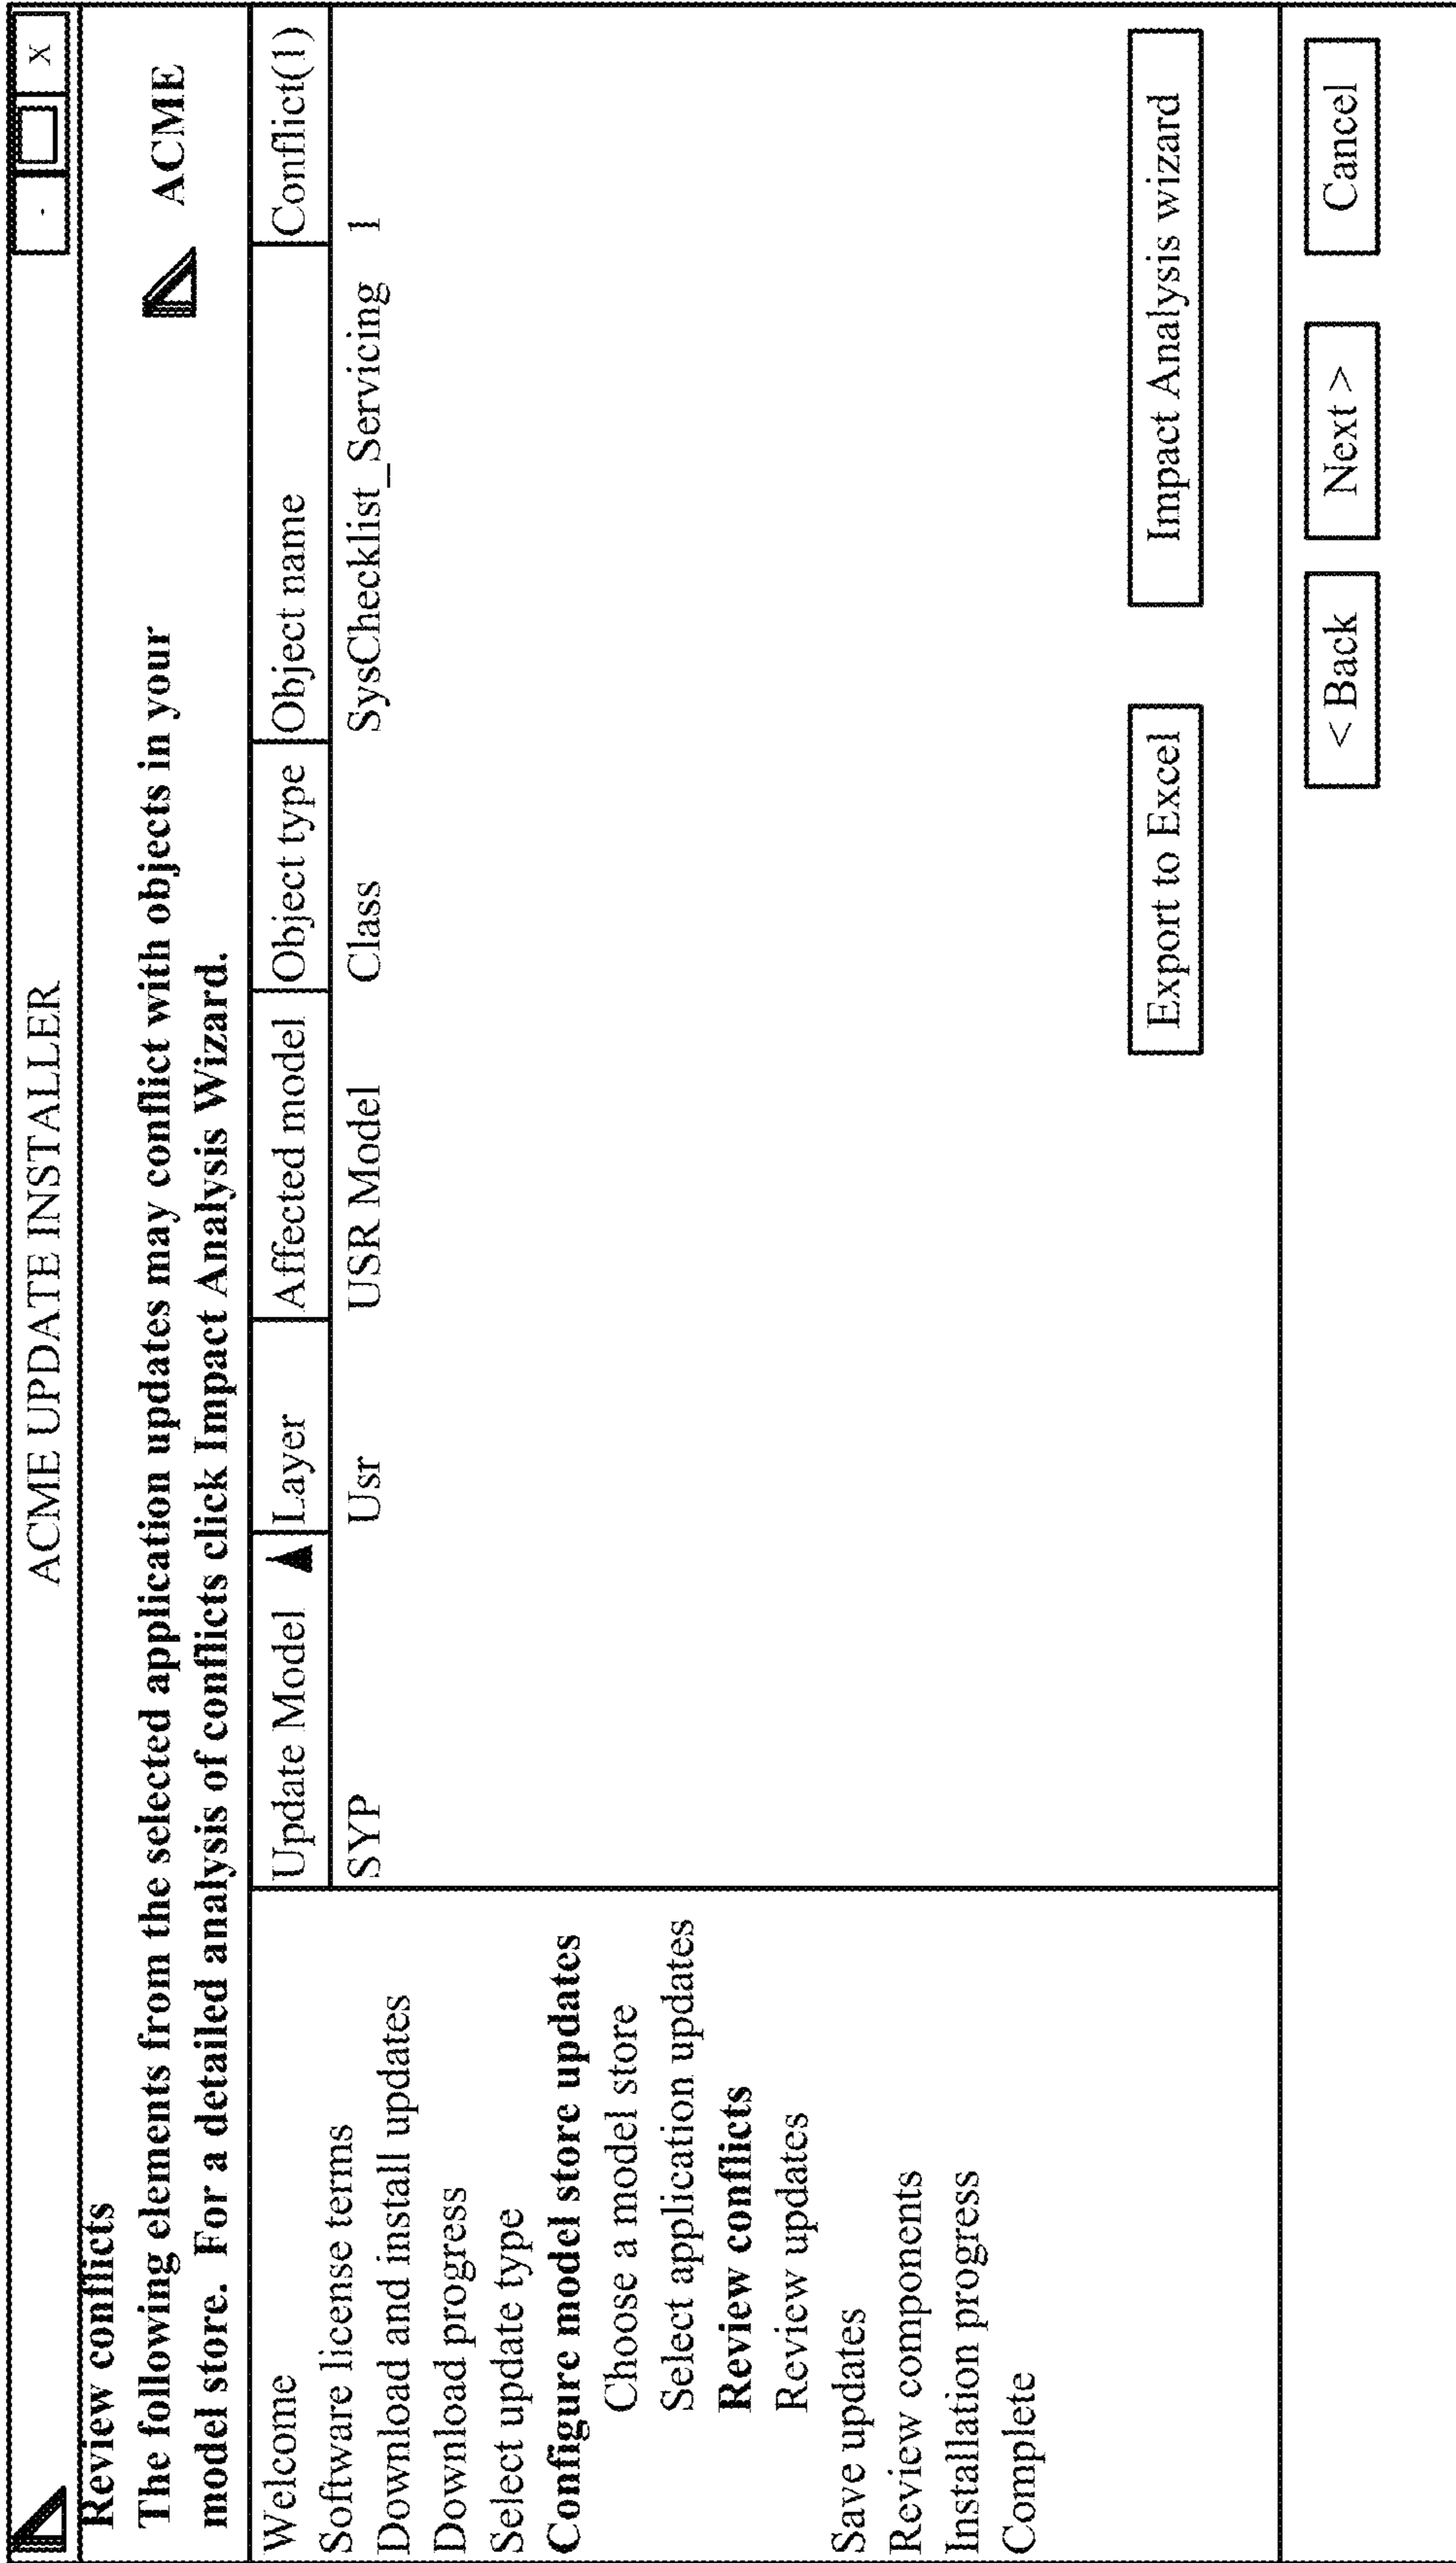 ACME UPDATE INSTALLER - X
Review conflicts
The following elements from the selected application updates may conflict with objects in your
model store. For a detailed analysis of conflicts click Impact Analysis Wizard.
ACME
Welcome
Software license terms
Download and install updates
Download progress
Select update type
Configure model store updates
Choose a model store
Select application updates
Review conflicts
Review updates
Save updates
Review components
Installation progress
Complete
Update Model Layer Affected model Object type Object name Conflict(1)
SYP Usr USR Model Class SysChecklist_Servicing 1
Export to Excel Impact Analysis wizard
< Back Next > Cancel